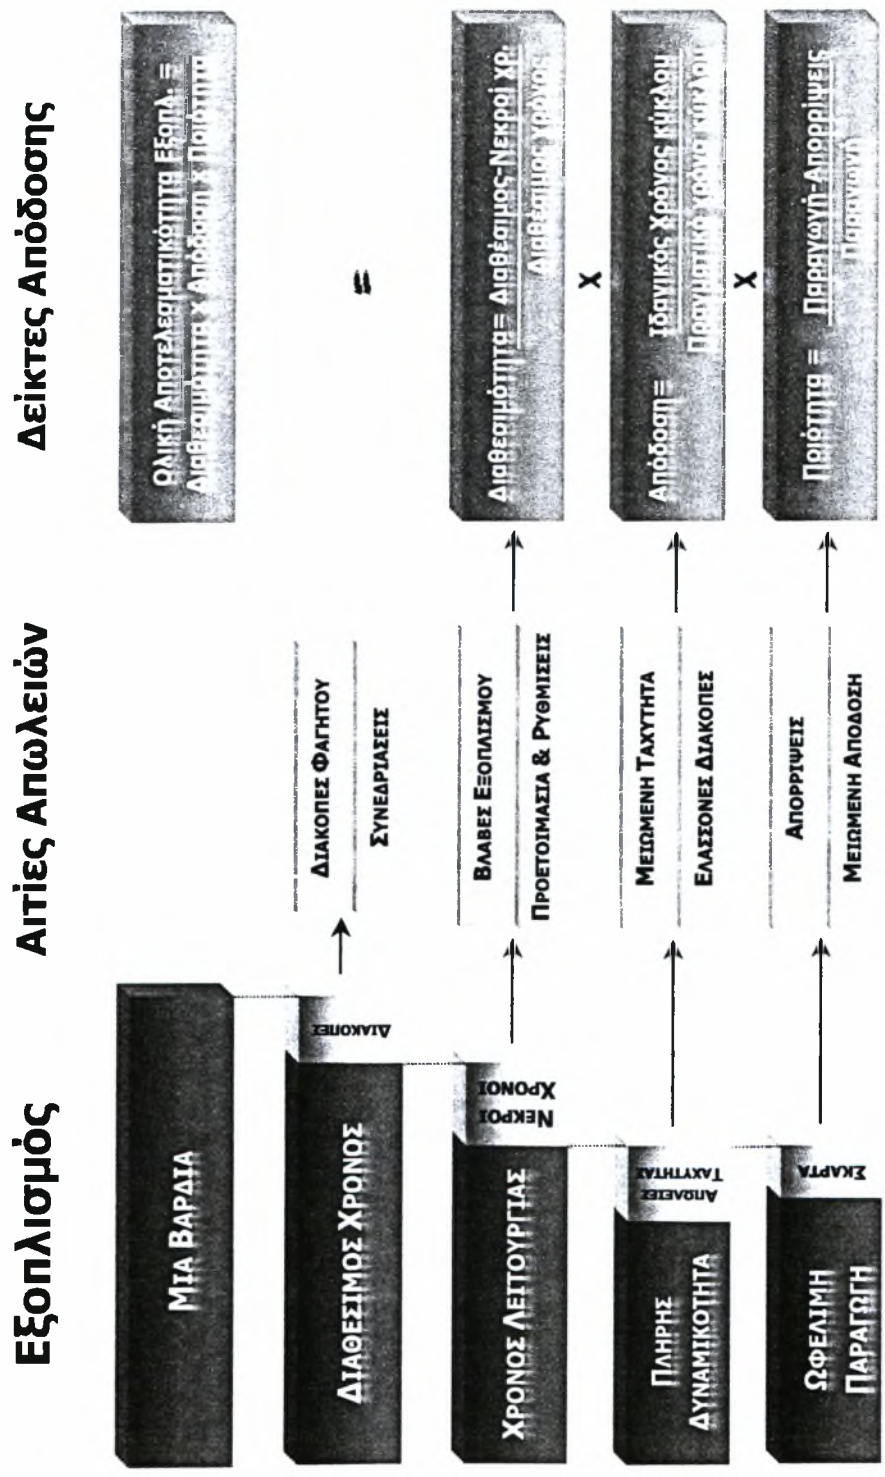 Εξοπλισμός
Αιτίες Απωλειών
Δείκτες Απόδοσης
ΜΙΑ ΒΑΡΔΙΑ
Ολική Αποτελεσματικότητα Εξοπλ. =
Διαθεσιμότητα Χ Απόδοση Χ Ποιότητα
ΔΙΑΘΕΣΙΜΟΣ ΧΡΟΝΟΣ
ΔΙΑΚΟΠΕΣ
ΔΙΑΚΟΠΕΣ ΦΑΓΗΤΟΥ
ΣΥΝΕΔΡΙΑΣΕΙΣ
=
ΧΡΟΝΟΣ ΛΕΙΤΟΥΡΓΙΑΣ
ΝΕΚΡΟΙ
ΧΡΟΝΟΙ
ΒΛΑΒΕΣ ΕΞΟΠΛΙΣΜΟΥ
ΠΡΟΕΤΟΙΜΑΣΙΑ & ΡΥΘΜΙΣΕΙΣ
Διαθεσιμότητα= Διαθέσιμος-Νεκροί χρ.
Διαθέσιμος Χρόνος
Χ
ΠΛΗΡΗΣ
ΔΥΝΑΜΙΚΟΤΗΤΑ
ΑΠΩΛΕΙΕΣ
ΤΑΧΥΤΗΤΑΣ
ΜΕΙΩΜΕΝΗ ΤΑΧΥΤΗΤΑ
ΕΛΑΣΣΟΝΕΣ ΔΙΑΚΟΠΕΣ
Απόδοση= Ιδανικός Χρόνος κύκλου
Πραγματικό χρόνο κύκλου
Χ
ΩΦΕΛΙΜΗ
ΠΑΡΑΓΩΓΗ
ΣΚΑΡΤΑ
ΑΠΟΡΡΙΨΕΙΣ
ΜΕΙΩΜΕΝΗ ΑΠΟΔΟΣΗ
Ποιότητα = Παραγωγή-Απορρίψεις
Παραγωγή